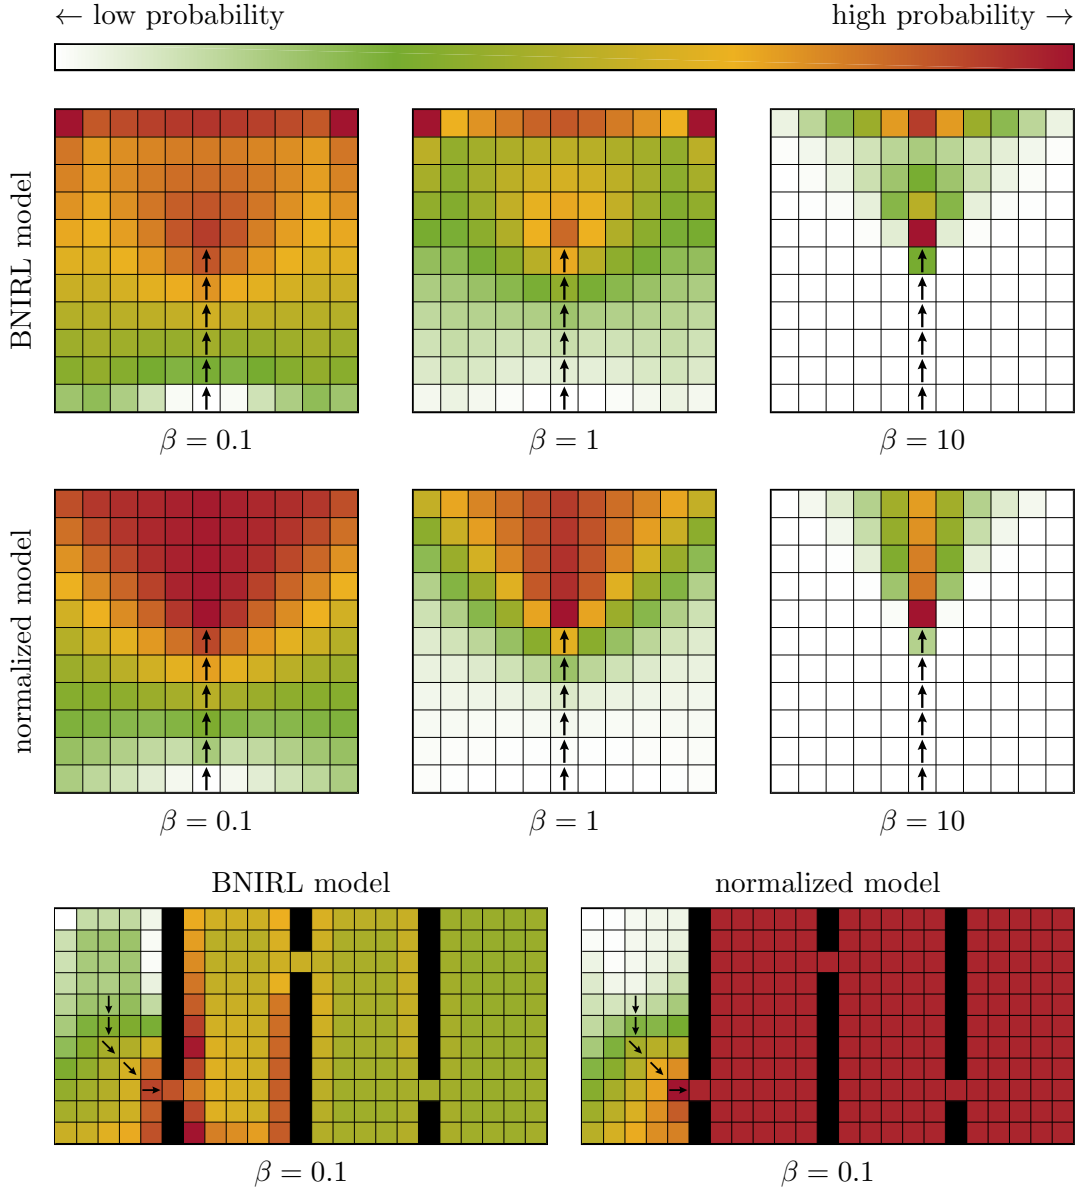 ← low probability
high probability →
BNIRL model
β = 0.1
β = 1
β = 10
normalized model
β = 0.1
β = 1
β = 10
BNIRL model
normalized model
β = 0.1
β = 0.1